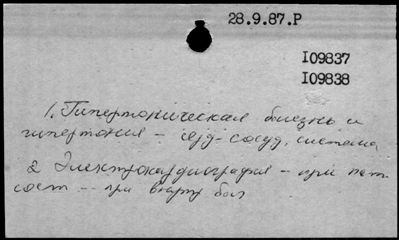 28.9.87.Р
I09837
I09838
1. Гипертоническая болезнь и
гипертония - серд-сосуд. система
2 Электрокардиография - при пат.
сост - при внутр бол